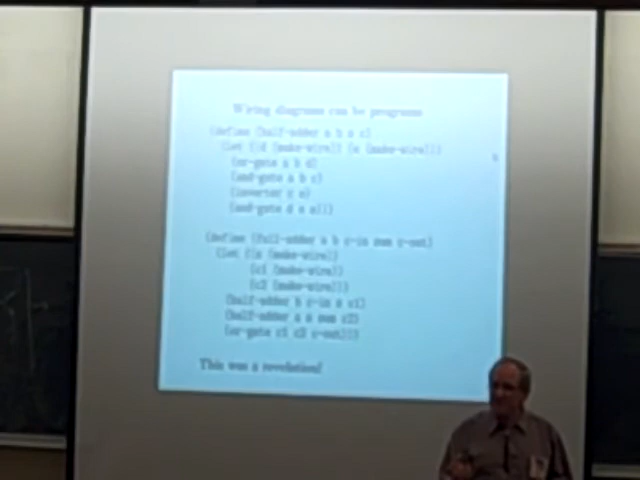 Wiring diagrams can be programs
(define (half-adder a b s c)
(let ((d (make-wire)) (e (make-wire)))
(or-gate a b d)
(and-gate a b c)
(inverter c e)
(and-gate d e s)))
(define (full-adder a b c-in sum c-out)
(let ((s (make-wire))
(c1 (make-wire))
(c2 (make-wire)))
(half-adder b c-in s c1)
(half-adder a s sum c2)
(or-gate c1 c2 c-out)))
This was a revelation!